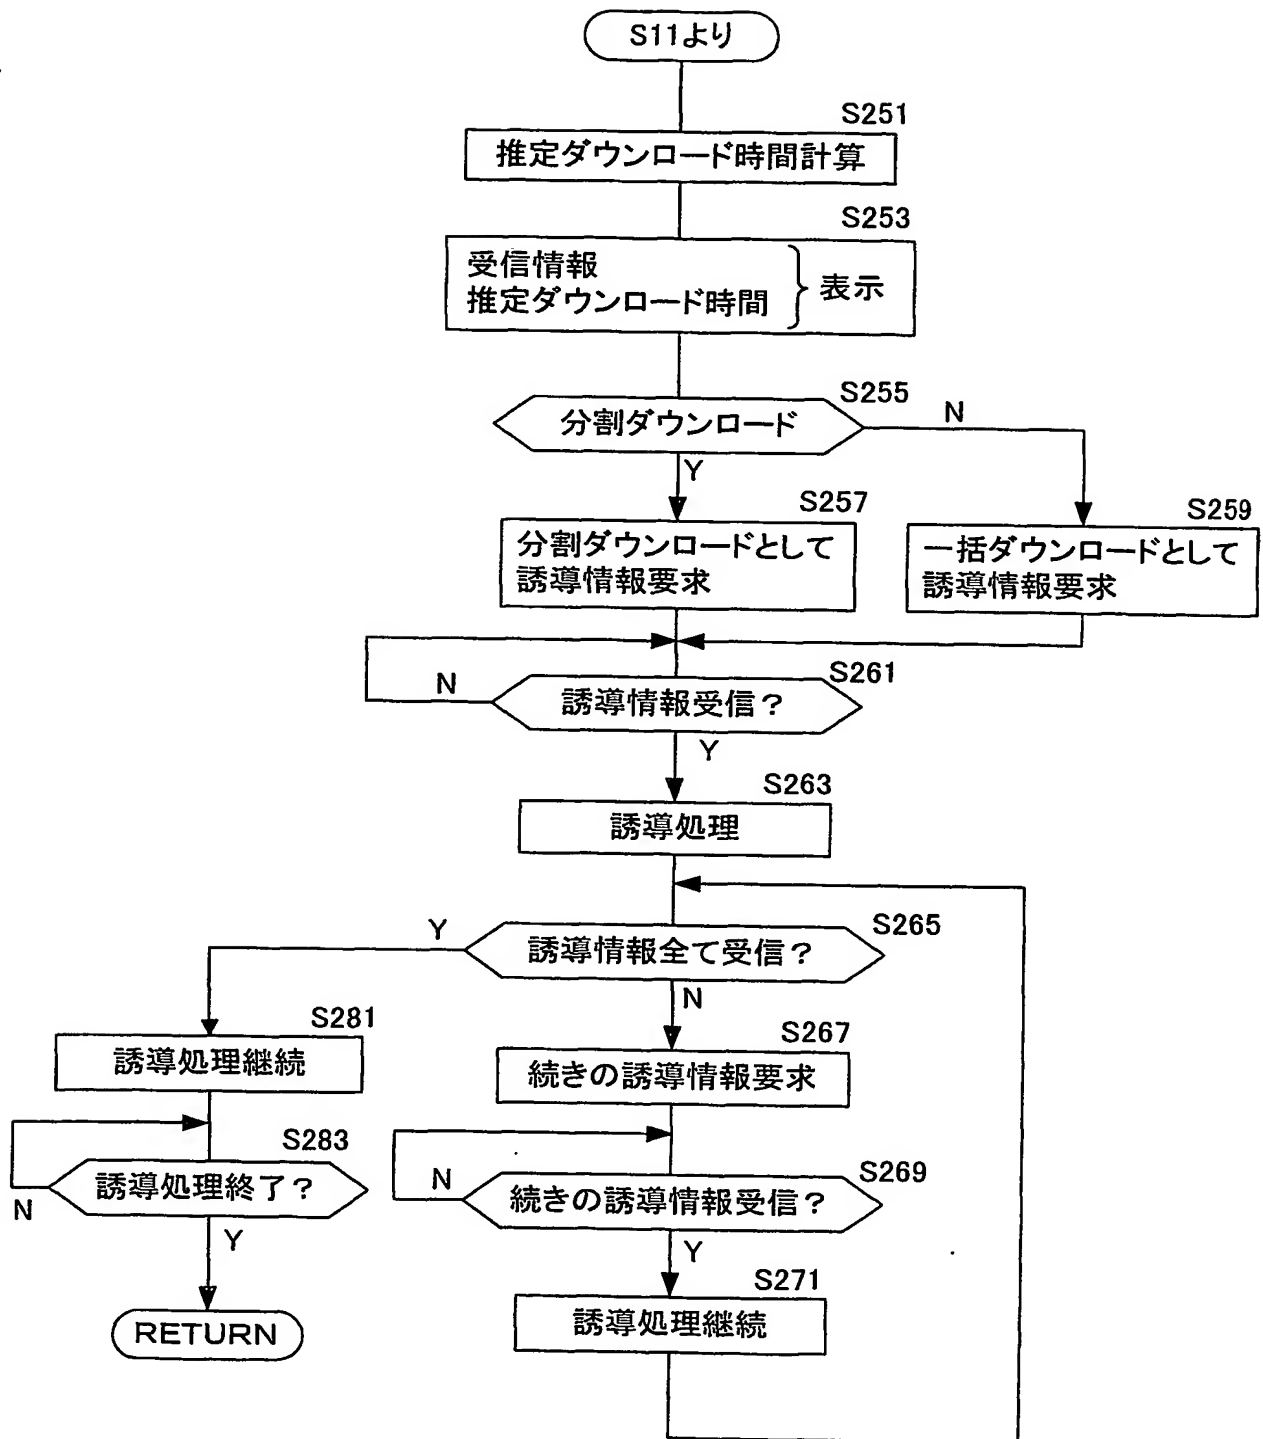 S11より
S251
推定ダウンロード時間計算
S253
受信情報
推定ダウンロード時間
表示
S255
分割ダウンロード
N
Y
S257
分割ダウンロードとして
誘導情報要求
S259
一括ダウンロードとして
誘導情報要求
S261
誘導情報受信?
N
Y
S263
誘導処理
S265
誘導情報全て受信?
Y
N
S281
誘導処理継続
S267
続きの誘導情報要求
S283
誘導処理終了?
N
Y
S269
続きの誘導情報受信?
N
Y
S271
誘導処理継続
RETURN